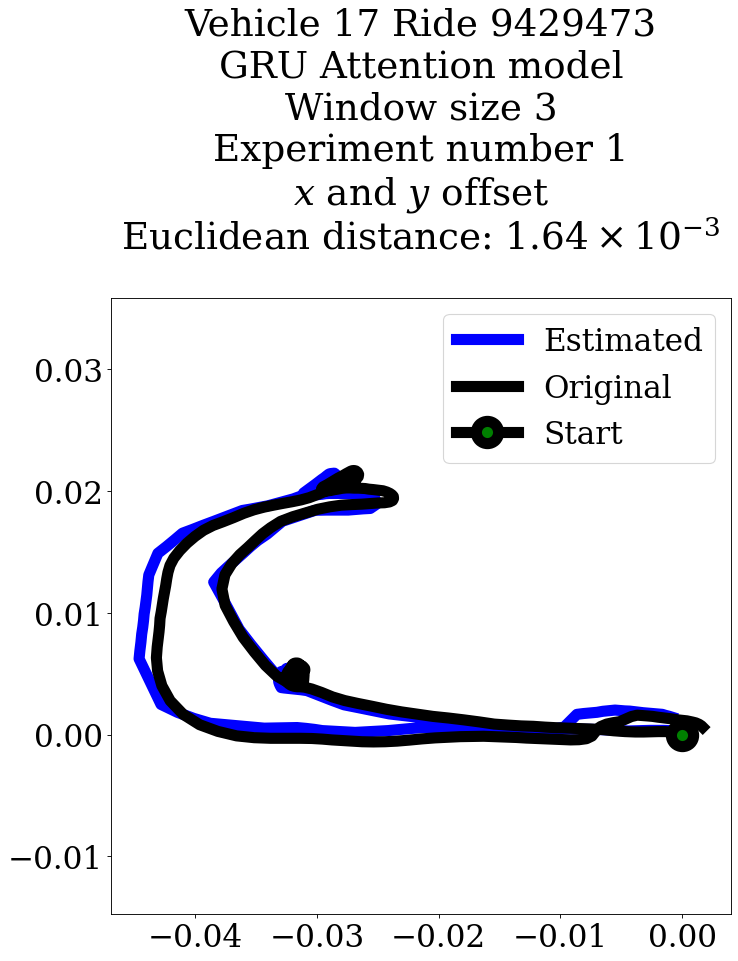 Vehicle 17 Ride 9429473
GRU Attention model
Window size 3
Experiment number 1
x and y offset
Euclidean distance: 1.64 × 10⁻³
Estimated
Original
Start
0.03
0.02
0.01
0.00
−0.01
−0.04 −0.03 −0.02 −0.01 0.00